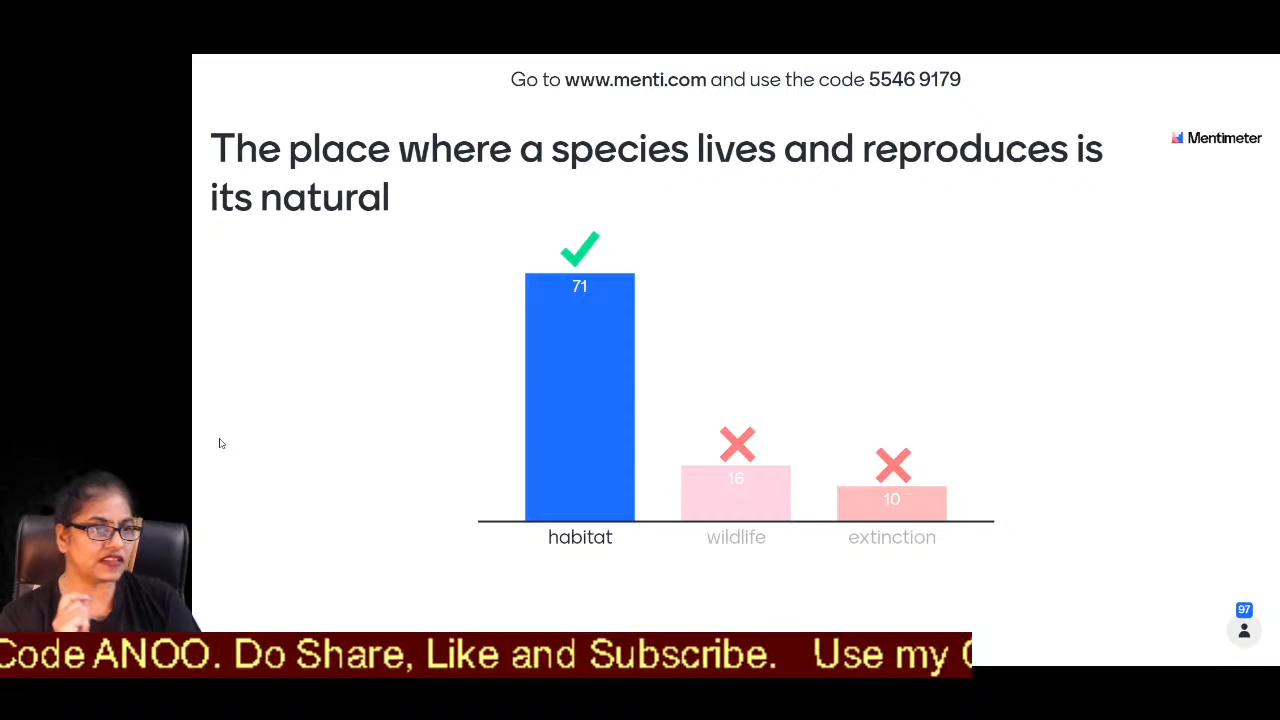 Go to www.menti.com and use the code 5546 9179
The place where a species lives and reproduces is
its natural
Mentimeter
71
16
10
habitat
wildlife
extinction
97
Code ANOO. Do Share, Like and Subscribe. Use my